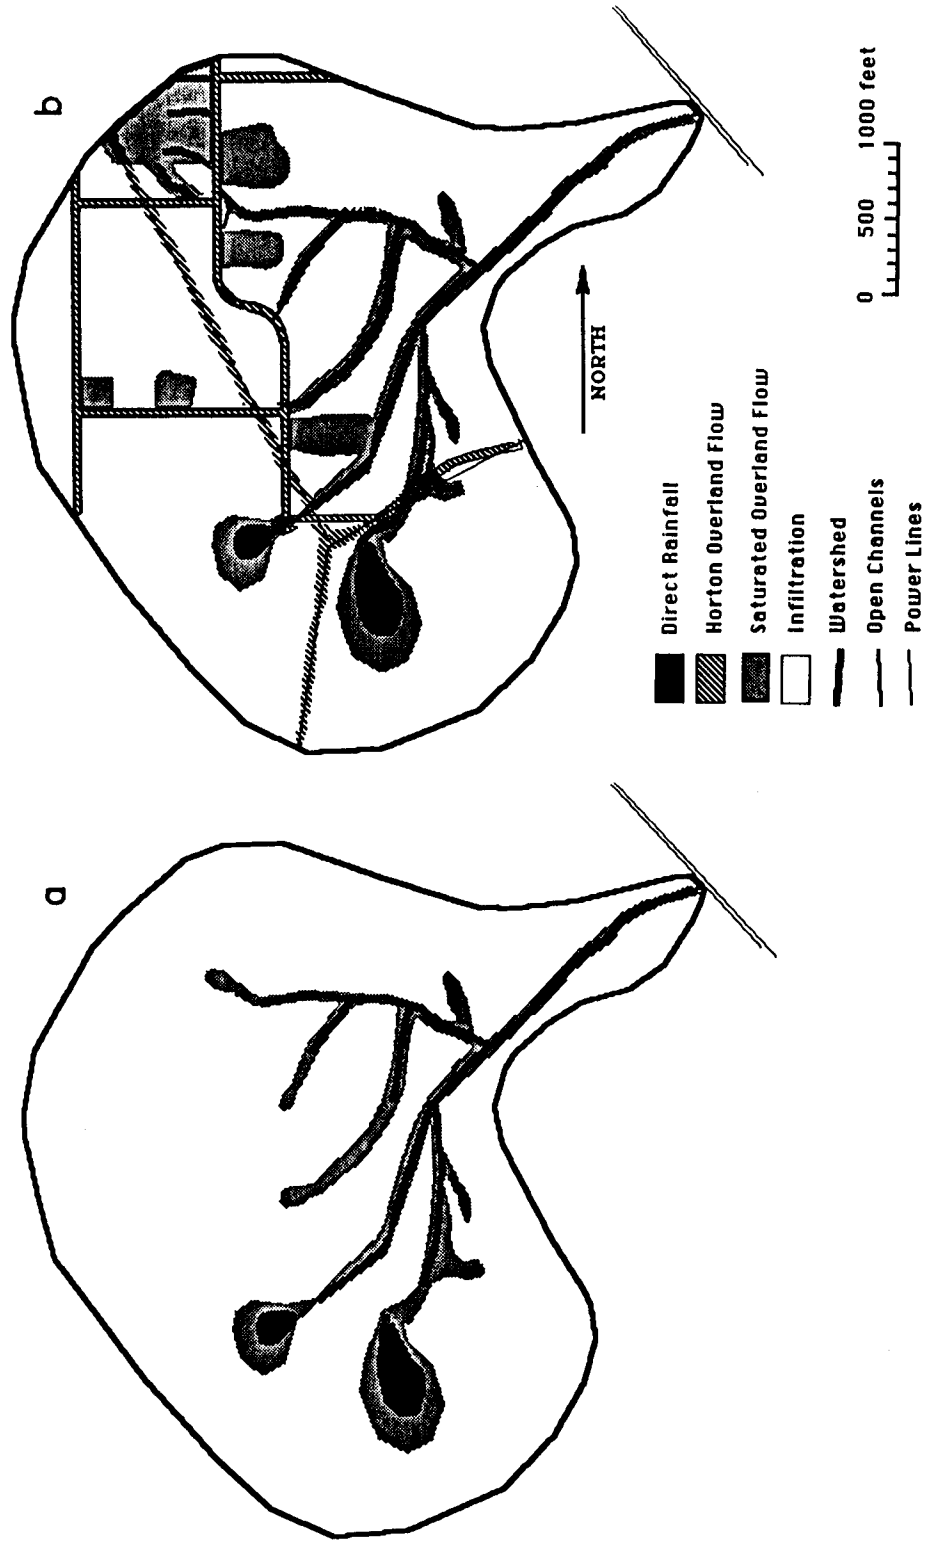 a
b
NORTH
Direct Rainfall
Horton Overland Flow
Saturated Overland Flow
Infiltration
Watershed
Open Channels
Power Lines
0 500 1000 feet